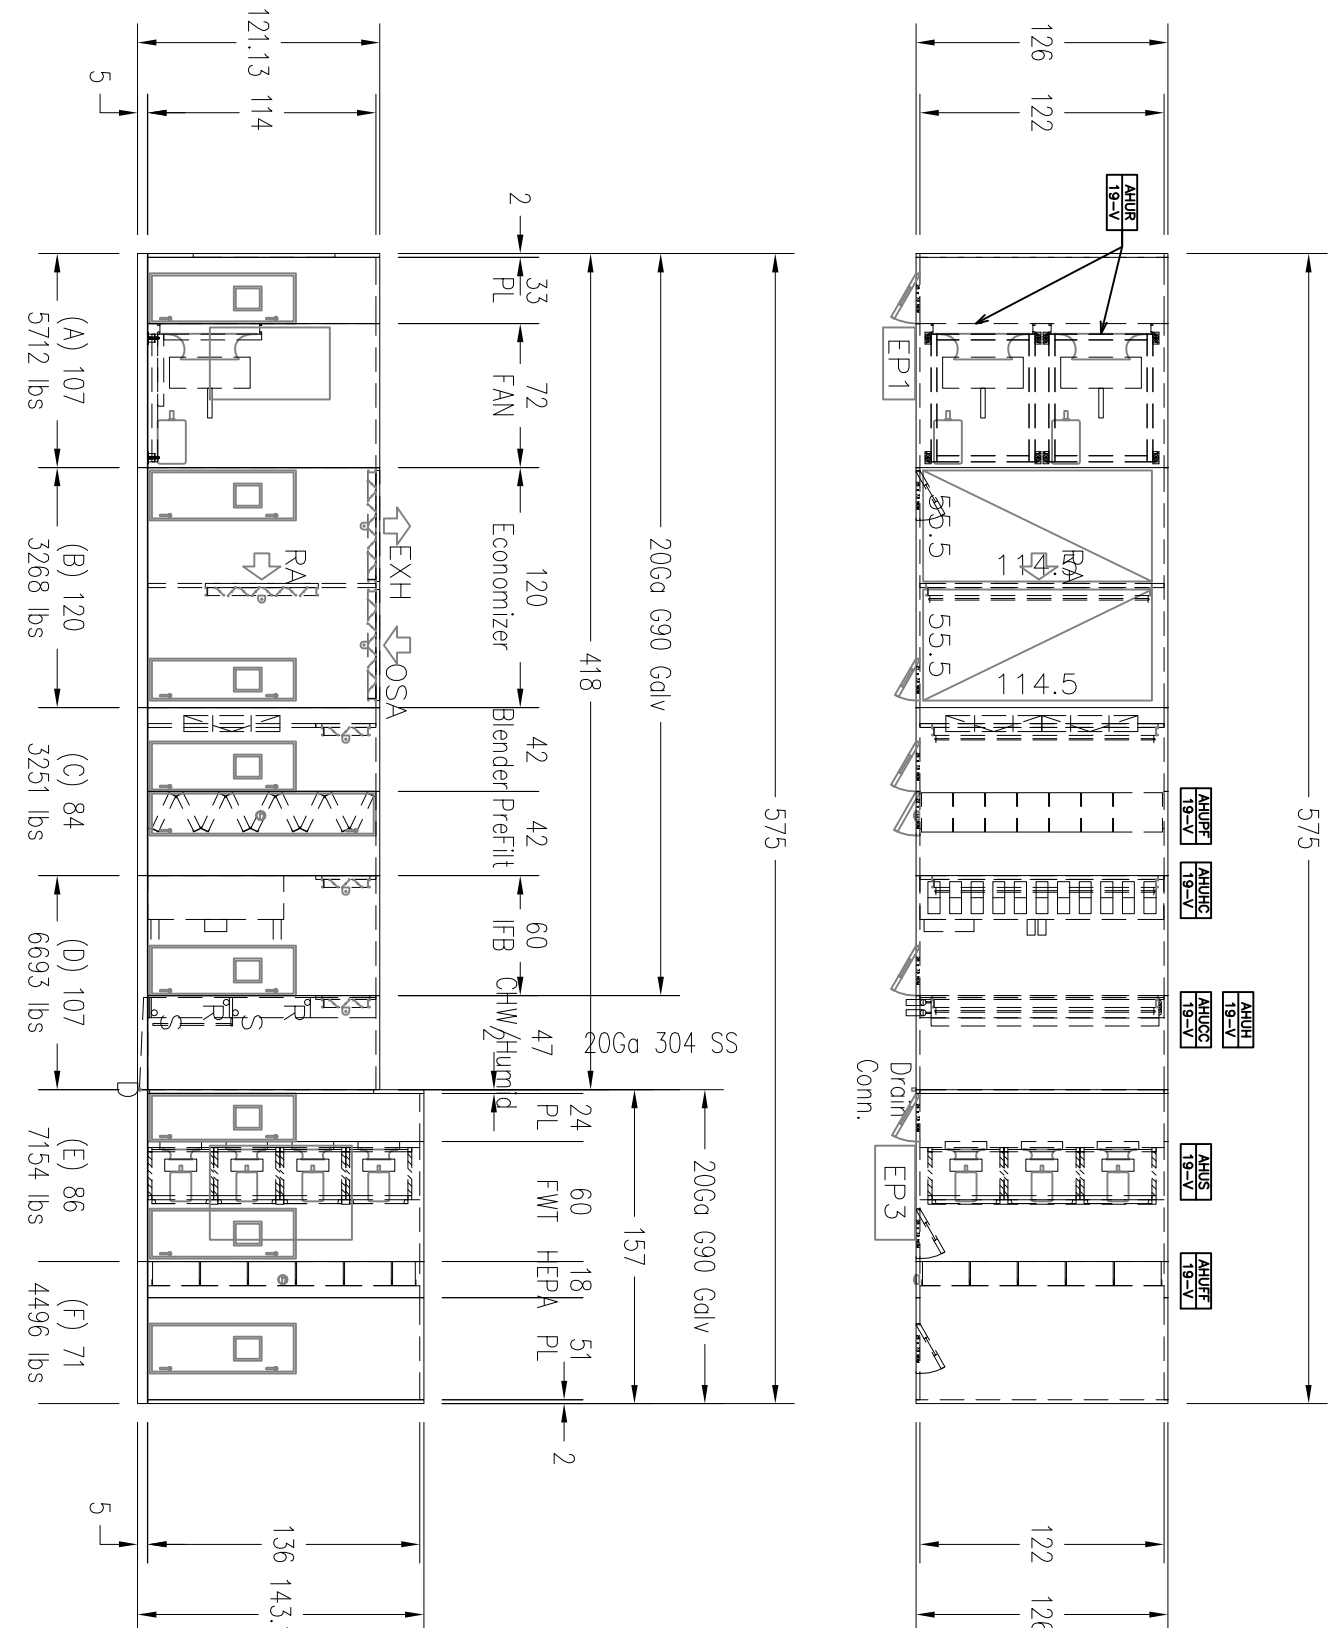 126
122
AHUR
19-V
575
EP1
55.5
114.5
RA
55.5
114.5
AHUPF
19-V
AHUHC
19-V
AHUH
19-V
AHUCC
19-V
Drain
Conn.
AHUS
19-V
EP3
AHUFF
19-V
122
126
121.13
114
5
575
418
157
20Ga G90 Galv
20Ga 304 SS
20Ga G90 Galv
2
33
PL
72
FAN
120
Economizer
42
Blender
42
PreFilt
60
IFB
47
CHW/Humid
2
24
PL
60
FWT
18
HEPA
51
PL
2
EXH
RA
OSA
R
S
R
S
D
(A) 107
5712 lbs
(B) 120
3268 lbs
(C) 84
3251 lbs
(D) 107
6693 lbs
(E) 86
7154 lbs
(F) 71
4496 lbs
5
136